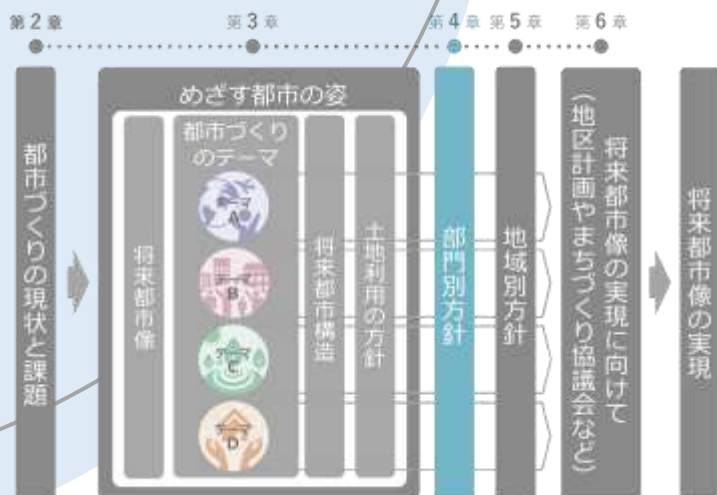 第2章
第3章
第4章
第5章
第6章
都市づくりの現状と課題
めざす都市の姿
将来都市像
都市づくり
のテーマ
テーマ
A
テーマ
B
テーマ
C
テーマ
D
将来都市構造
土地利用の方針
部門別方針
地域別方針
将来都市像の実現に向けて
(地区計画やまちづくり協議会など)
将来都市像の実現